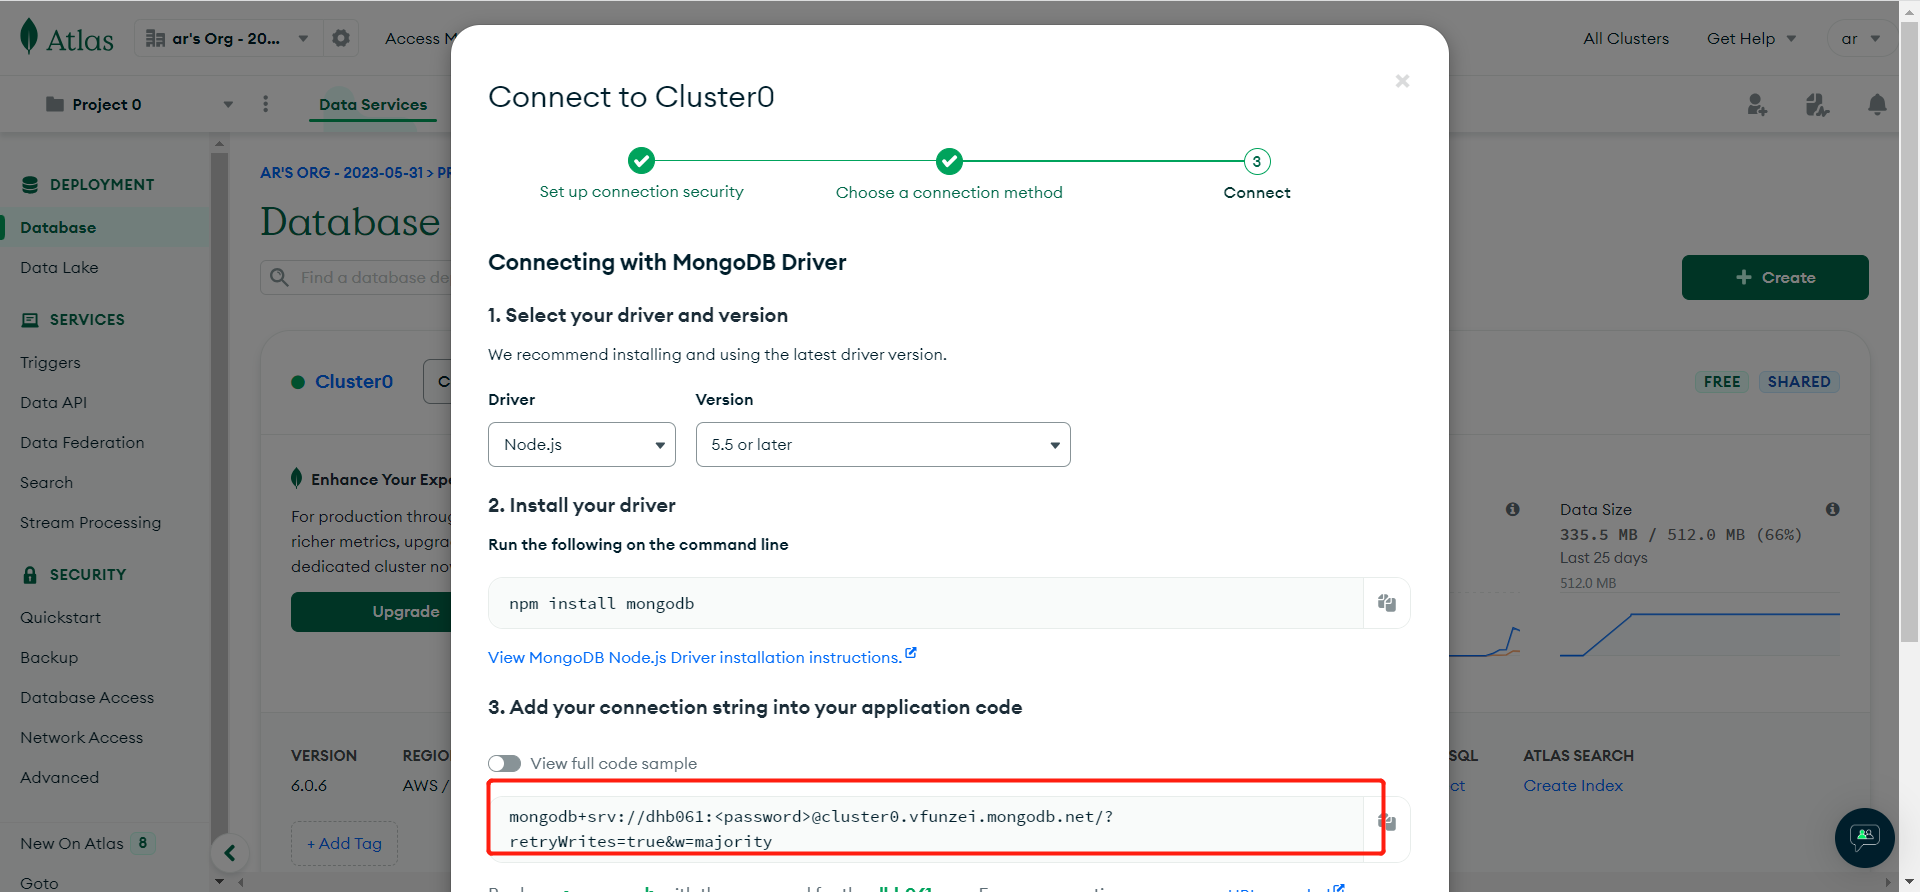 Atlas
ar's Org - 20...
Access M
All Clusters
Get Help
ar
Project 0
Data Services
DEPLOYMENT
Database
Data Lake
SERVICES
Triggers
Data API
Data Federation
Search
Stream Processing
SECURITY
Quickstart
Backup
Database Access
Network Access
Advanced
New On Atlas 8
Goto
AR'S ORG - 2023-05-31 > PR
Database
Find a database de
Create
Cluster0
C
FREE SHARED
Enhance Your Expe
For production throug
richer metrics, upgra
dedicated cluster no
Upgrade
VERSION
6.0.6
REGIO
AWS /
+ Add Tag
Connect to Cluster0
3
Set up connection security
Choose a connection method
Connect
Connecting with MongoDB Driver
1. Select your driver and version
We recommend installing and using the latest driver version.
Driver
Version
Node.js
5.5 or later
2. Install your driver
Run the following on the command line
npm install mongodb
View MongoDB Node.js Driver installation instructions.
3. Add your connection string into your application code
View full code sample
mongodb+srv://dhb061:<password>@cluster0.vfunzei.mongodb.net/?
retryWrites=true&w=majority
Data Size
335.5 MB / 512.0 MB (66%)
Last 25 days
512.0 MB
SQL
ct
ATLAS SEARCH
Create Index